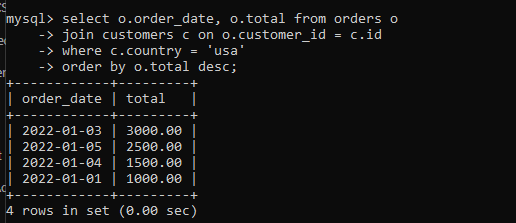 mysql> select o.order_date, o.total from orders o
    -> join customers c on o.customer_id = c.id
    -> where c.country = 'usa'
    -> order by o.total desc;
+------------+---------+
| order_date | total   |
+------------+---------+
| 2022-01-03 | 3000.00 |
| 2022-01-05 | 2500.00 |
| 2022-01-04 | 1500.00 |
| 2022-01-01 | 1000.00 |
+------------+---------+
4 rows in set (0.00 sec)